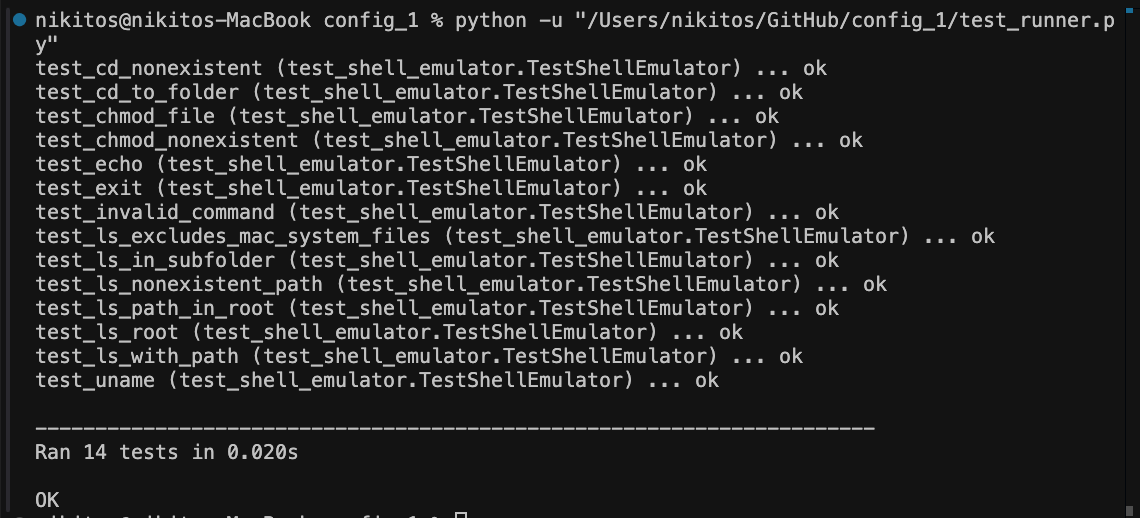 nikitos@nikitos-MacBook config_1 % python -u "/Users/nikitos/GitHub/config_1/test_runner.p
y"
test_cd_nonexistent (test_shell_emulator.TestShellEmulator) ... ok
test_cd_to_folder (test_shell_emulator.TestShellEmulator) ... ok
test_chmod_file (test_shell_emulator.TestShellEmulator) ... ok
test_chmod_nonexistent (test_shell_emulator.TestShellEmulator) ... ok
test_echo (test_shell_emulator.TestShellEmulator) ... ok
test_exit (test_shell_emulator.TestShellEmulator) ... ok
test_invalid_command (test_shell_emulator.TestShellEmulator) ... ok
test_ls_excludes_mac_system_files (test_shell_emulator.TestShellEmulator) ... ok
test_ls_in_subfolder (test_shell_emulator.TestShellEmulator) ... ok
test_ls_nonexistent_path (test_shell_emulator.TestShellEmulator) ... ok
test_ls_path_in_root (test_shell_emulator.TestShellEmulator) ... ok
test_ls_root (test_shell_emulator.TestShellEmulator) ... ok
test_ls_with_path (test_shell_emulator.TestShellEmulator) ... ok
test_uname (test_shell_emulator.TestShellEmulator) ... ok
----------------------------------------------------------------------
Ran 14 tests in 0.020s
OK